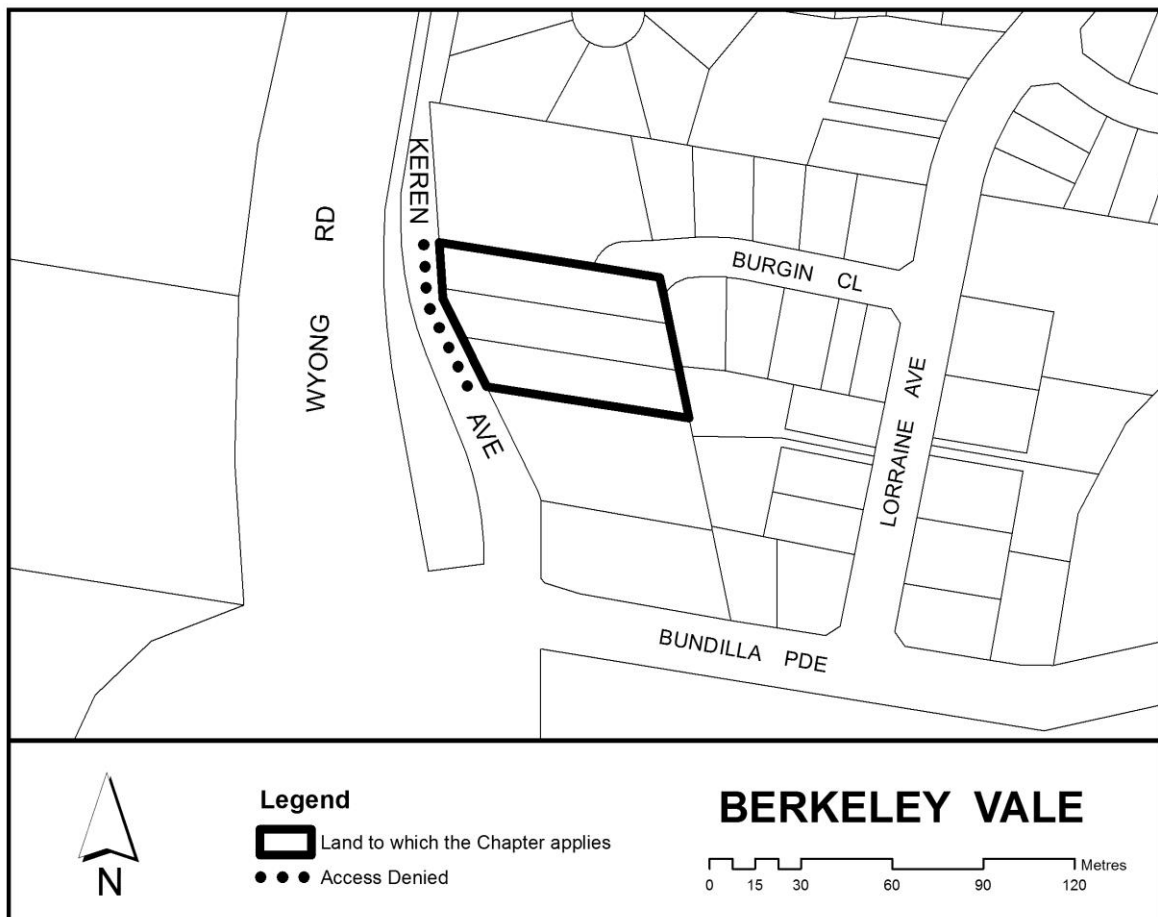 KEREN
AVE
WYONG RD
BURGIN CL
LORRAINE AVE
BUNDILLA PDE
N
Legend
Land to which the Chapter applies
Access Denied
BERKELEY VALE
0 15 30 60 90 120 Metres